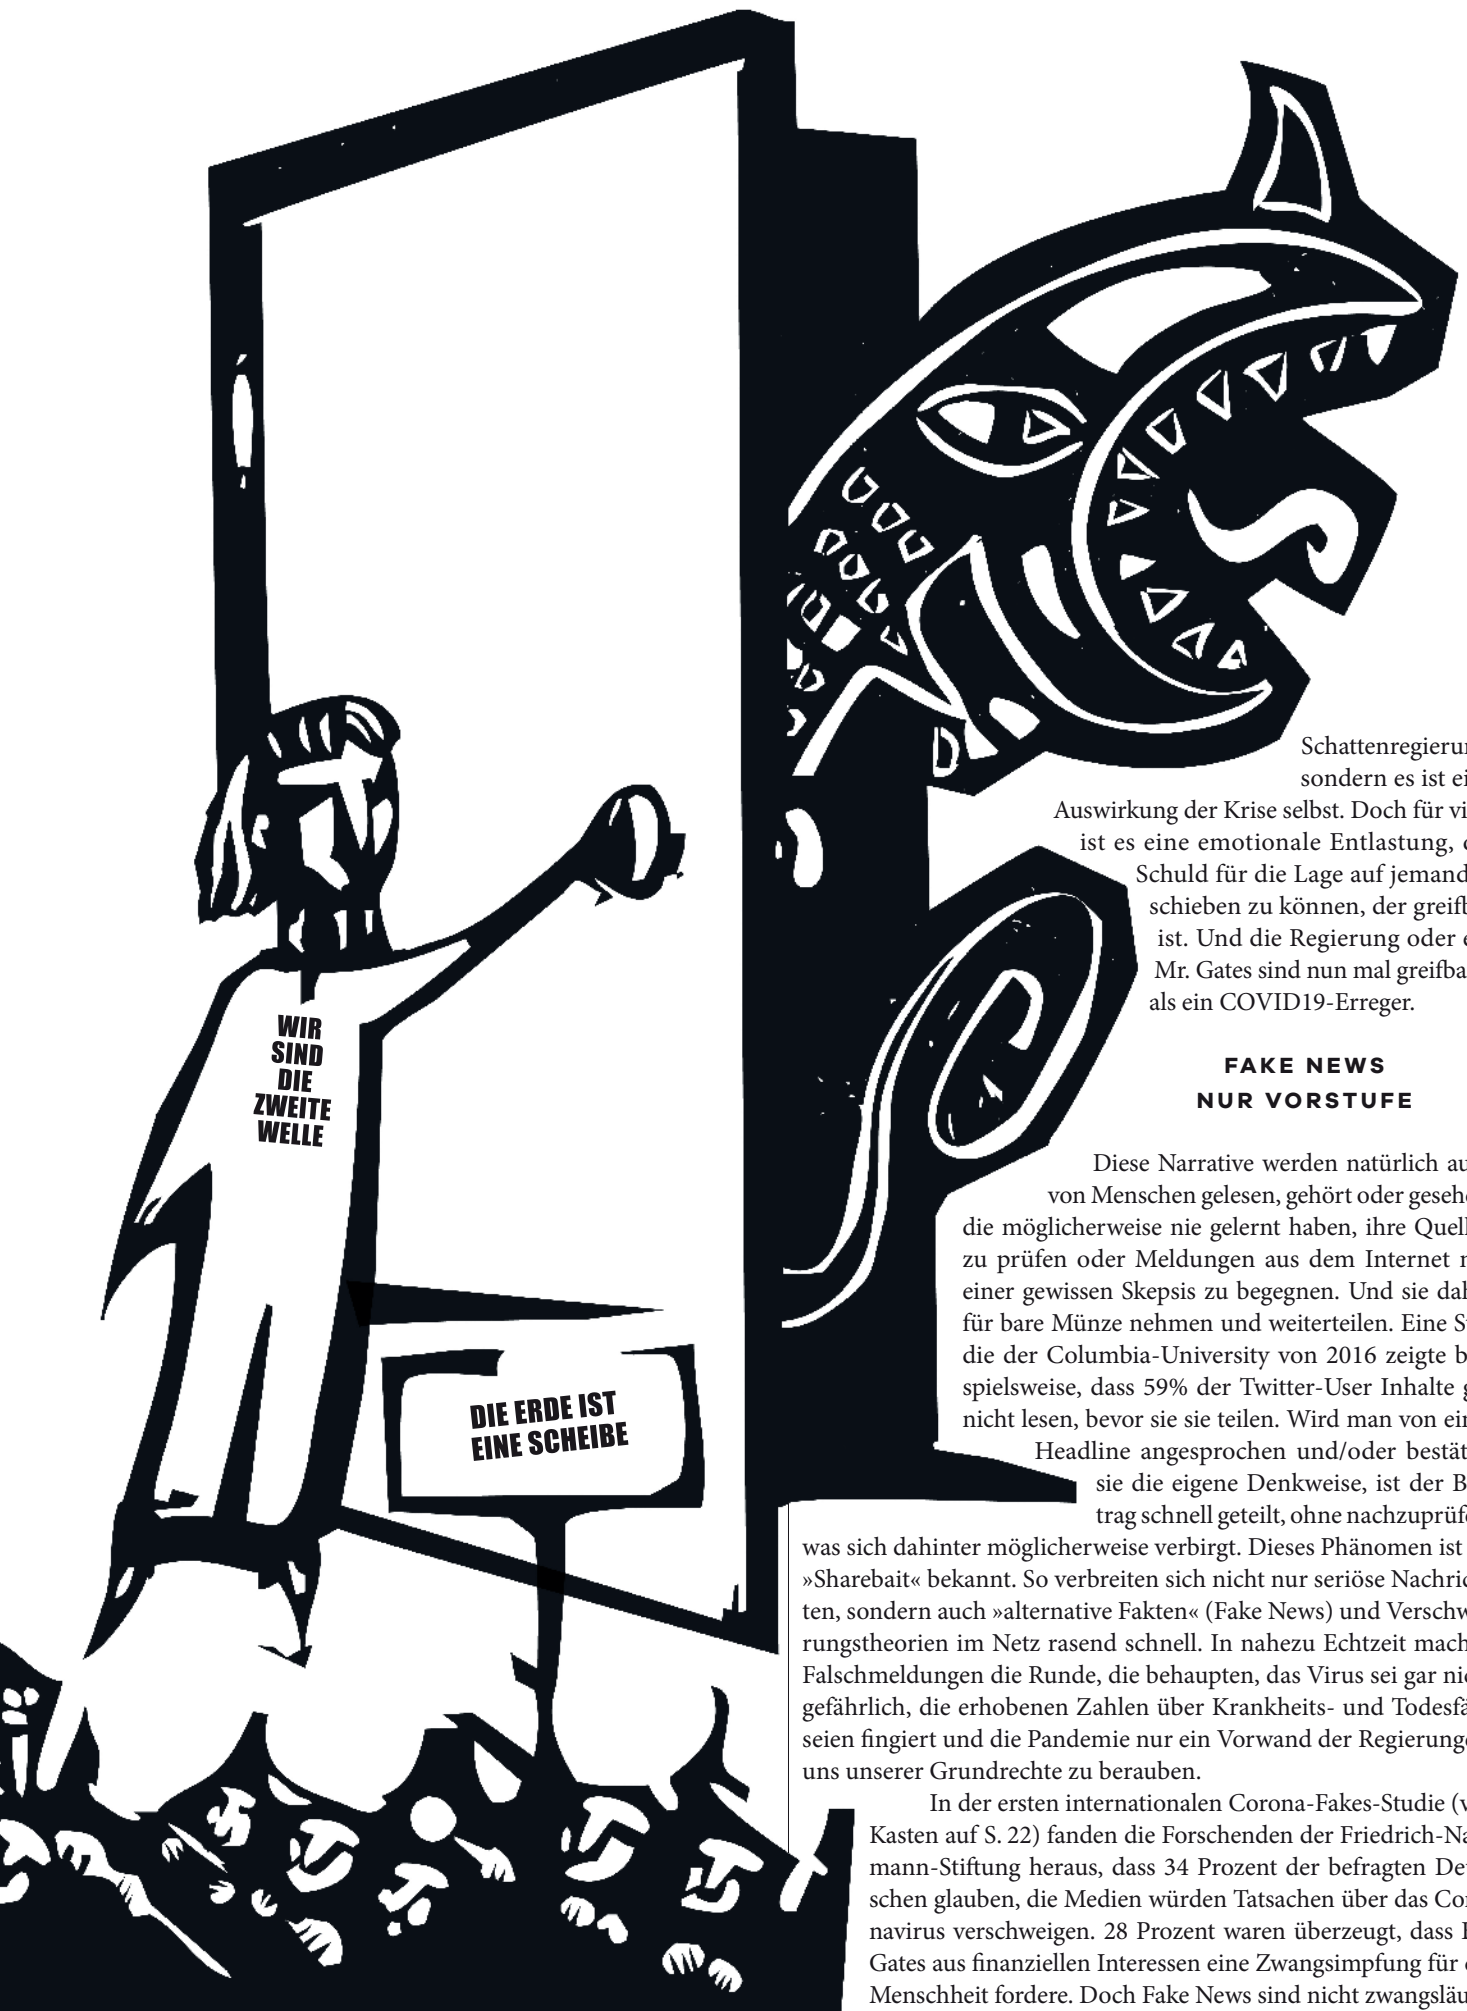 WIR
SIND
DIE
ZWEITE
WELLE
DIE ERDE IST
EINE SCHEIBE
Schattenregierun
sondern es ist ei
Auswirkung der Krise selbst. Doch für vi
ist es eine emotionale Entlastung, d
Schuld für die Lage auf jemand
schieben zu können, der greifb
ist. Und die Regierung oder e
Mr. Gates sind nun mal greifba
als ein COVID19-Erreger.
FAKE NEWS
NUR VORSTUFE
Diese Narrative werden natürlich au
von Menschen gelesen, gehört oder gesehe
die möglicherweise nie gelernt haben, ihre Quell
zu prüfen oder Meldungen aus dem Internet m
einer gewissen Skepsis zu begegnen. Und sie dah
für bare Münze nehmen und weiterteilen. Eine St
die der Columbia-University von 2016 zeigte b
spielsweise, dass 59% der Twitter-User Inhalte g
nicht lesen, bevor sie sie teilen. Wird man von ein
Headline angesprochen und/oder bestät
sie die eigene Denkweise, ist der B
trag schnell geteilt, ohne nachzuprüfe
was sich dahinter möglicherweise verbirgt. Dieses Phänomen ist
»Sharebait« bekannt. So verbreiten sich nicht nur seriöse Nachric
ten, sondern auch »alternative Fakten« (Fake News) und Verschw
rungstheorien im Netz rasend schnell. In nahezu Echtzeit mach
Falschmeldungen die Runde, die behaupten, das Virus sei gar nic
gefährlich, die erhobenen Zahlen über Krankheits- und Todesfä
seien fingiert und die Pandemie nur ein Vorwand der Regierunge
uns unserer Grundrechte zu berauben.
In der ersten internationalen Corona-Fakes-Studie (v
Kasten auf S. 22) fanden die Forschenden der Friedrich-Na
mann-Stiftung heraus, dass 34 Prozent der befragten Deu
schen glauben, die Medien würden Tatsachen über das Cor
navirus verschweigen. 28 Prozent waren überzeugt, dass B
Gates aus finanziellen Interessen eine Zwangsimpfung für d
Menschheit fordere. Doch Fake News sind nicht zwangsläu